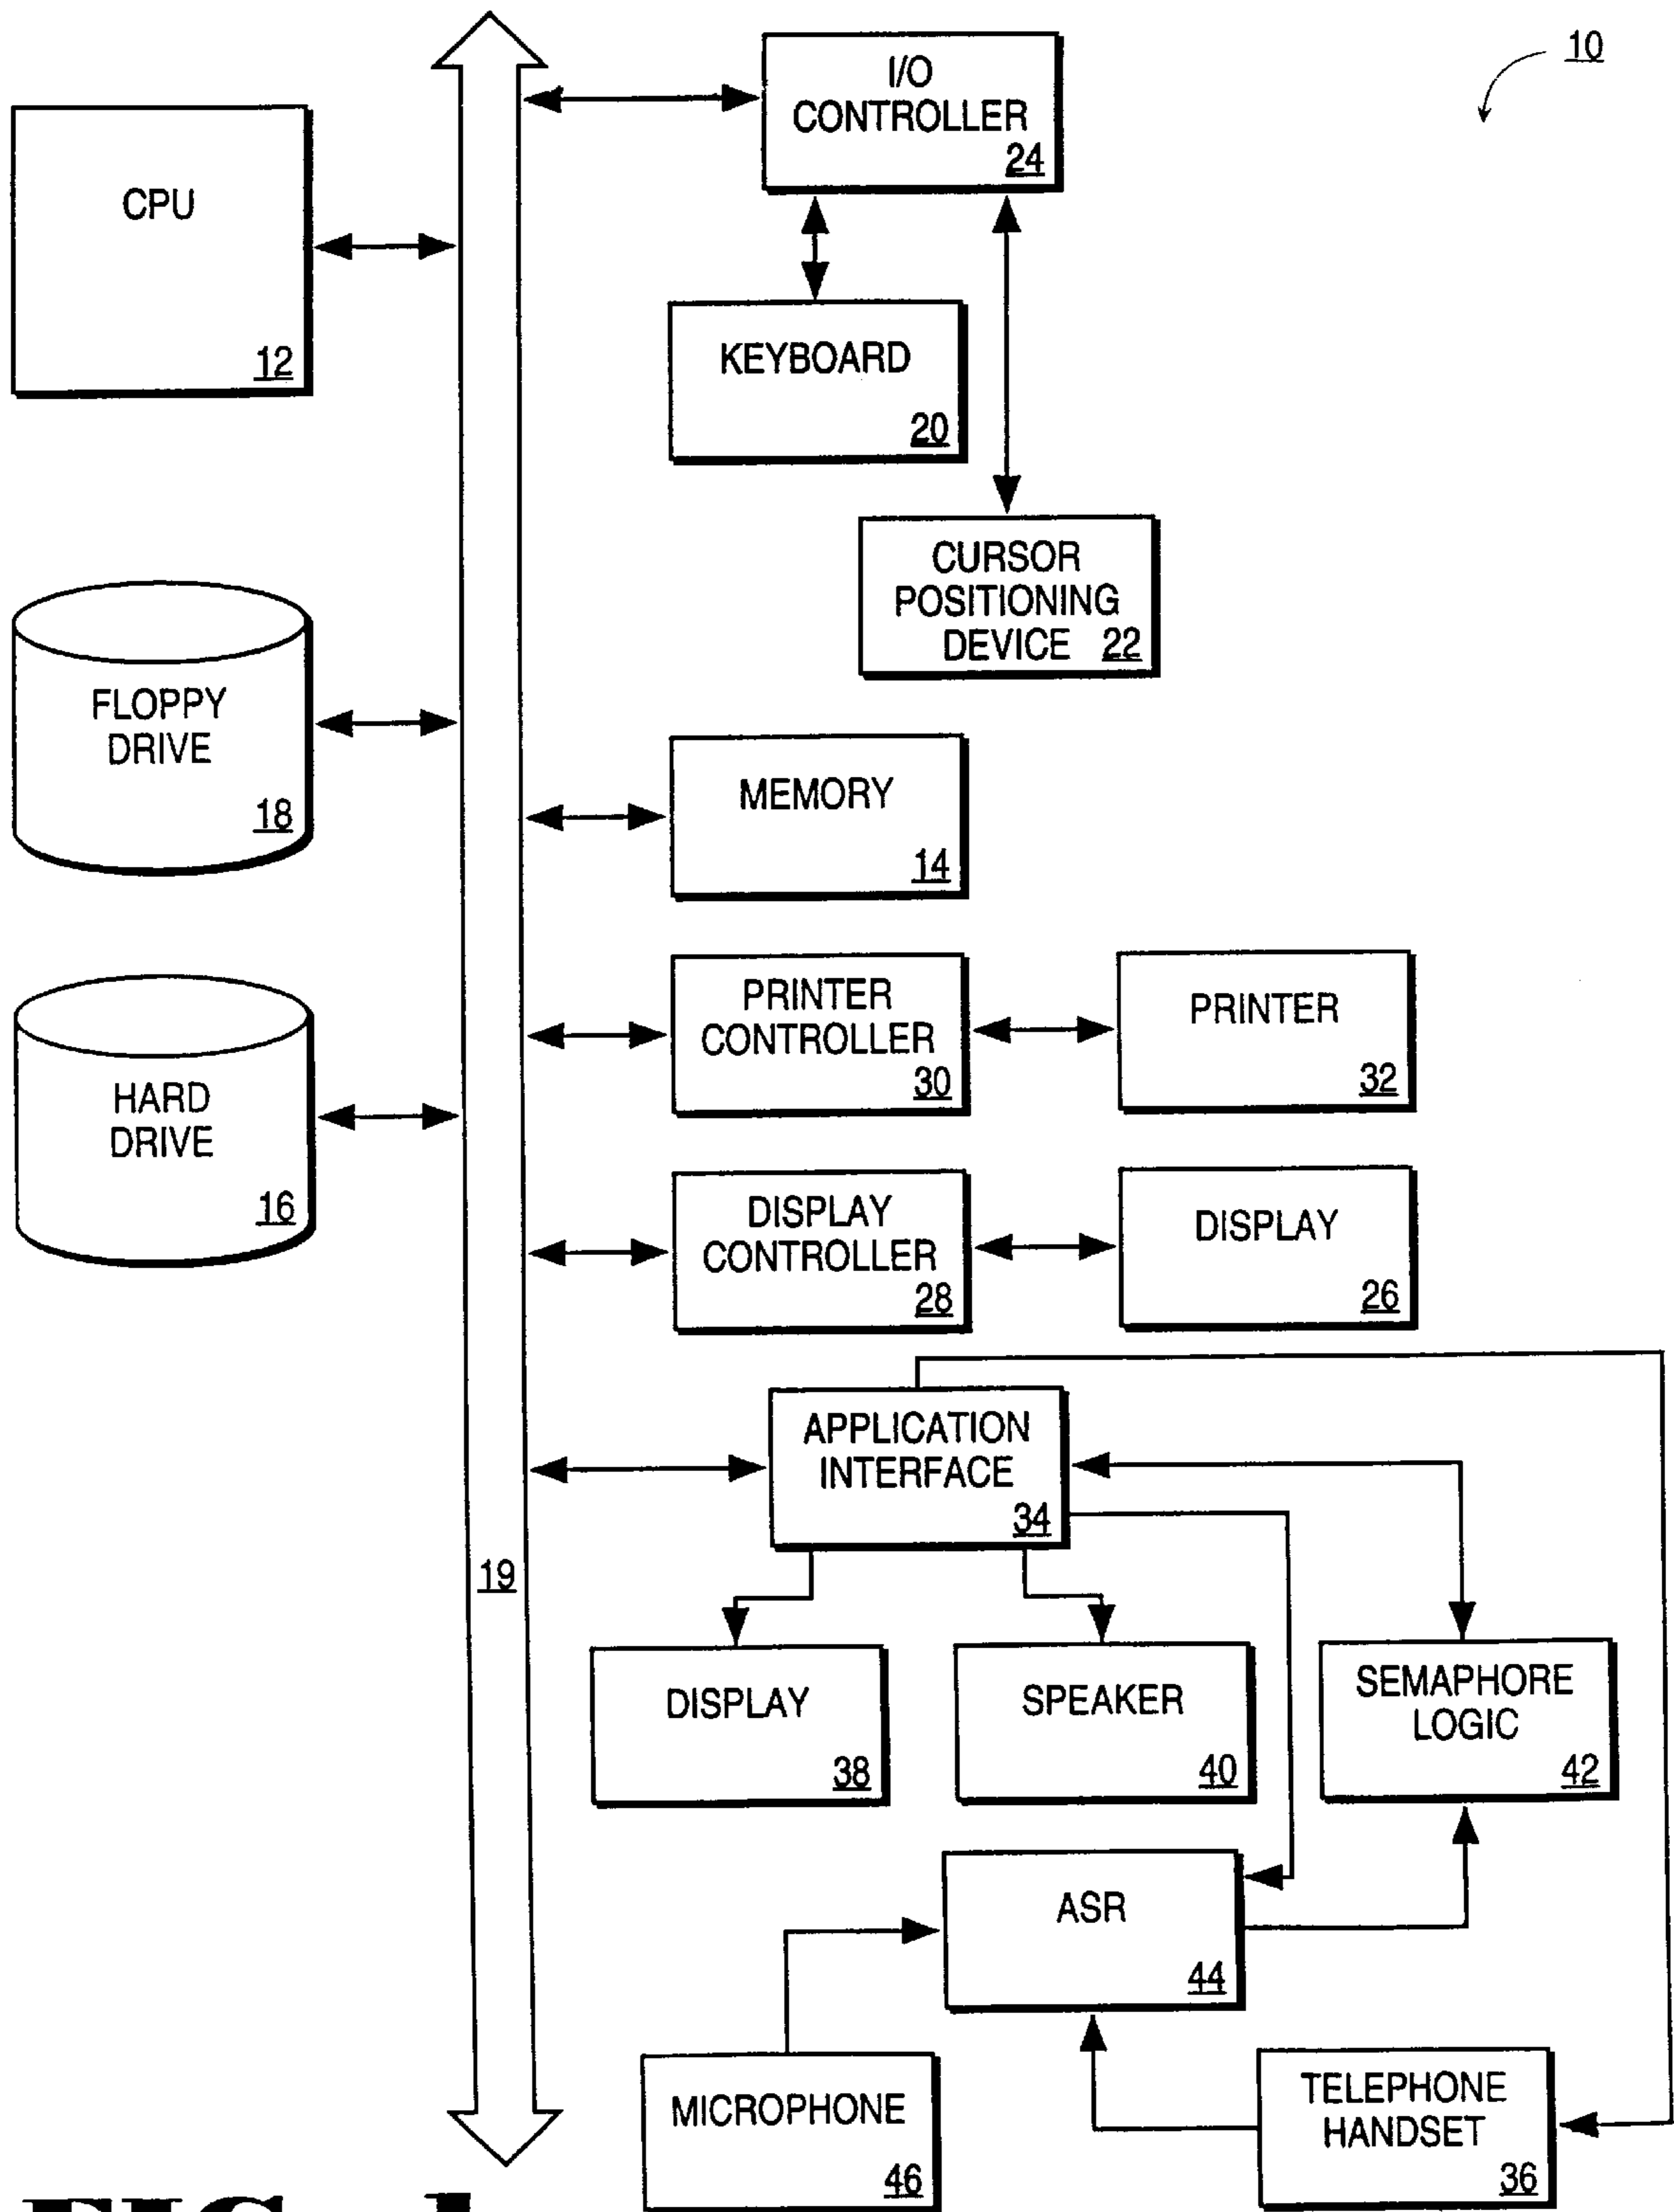 10
I/O
CONTROLLER
24
CPU
12
KEYBOARD
20
CURSOR
POSITIONING
DEVICE 22
FLOPPY
DRIVE
18
MEMORY
14
PRINTER
CONTROLLER
30
PRINTER
32
HARD
DRIVE
16
DISPLAY
CONTROLLER
28
DISPLAY
26
APPLICATION
INTERFACE
34
19
DISPLAY
38
SPEAKER
40
SEMAPHORE
LOGIC
42
ASR
44
MICROPHONE
46
TELEPHONE
HANDSET
36